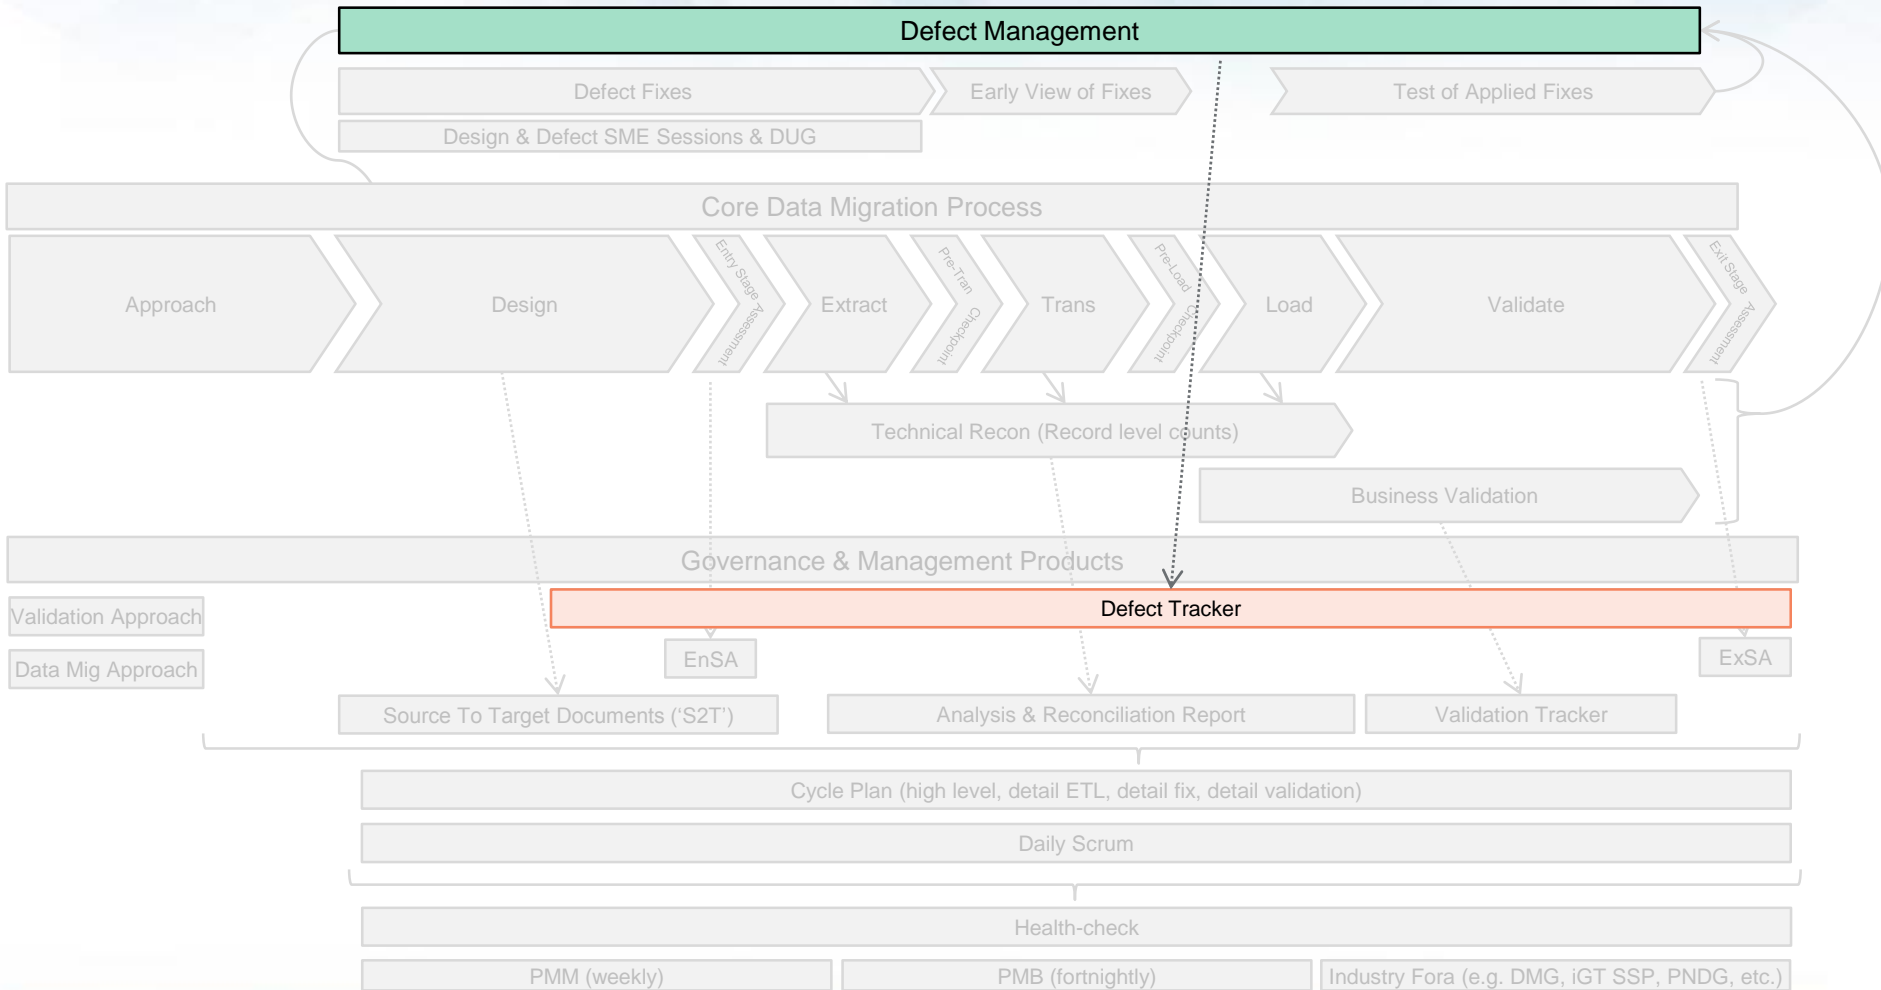 Defect Management
Defect Fixes
Early View of Fixes
Test of Applied Fixes
Design & Defect SME Sessions & DUG
Core Data Migration Process
Approach
Design
Entry Stage Assessment
Extract
Pre-Tran Checkpoint
Trans
Pre-Load Checkpoint
Load
Validate
Exit Stage Assessment
Technical Recon (Record level counts)
Business Validation
Governance & Management Products
Validation Approach
Defect Tracker
Data Mig Approach
EnSA
ExSA
Source To Target Documents (‘S2T’)
Analysis & Reconciliation Report
Validation Tracker
Cycle Plan (high level, detail ETL, detail fix, detail validation)
Daily Scrum
Health-check
PMM (weekly)
PMB (fortnightly)
Industry Fora (e.g. DMG, iGT SSP, PNDG, etc.)